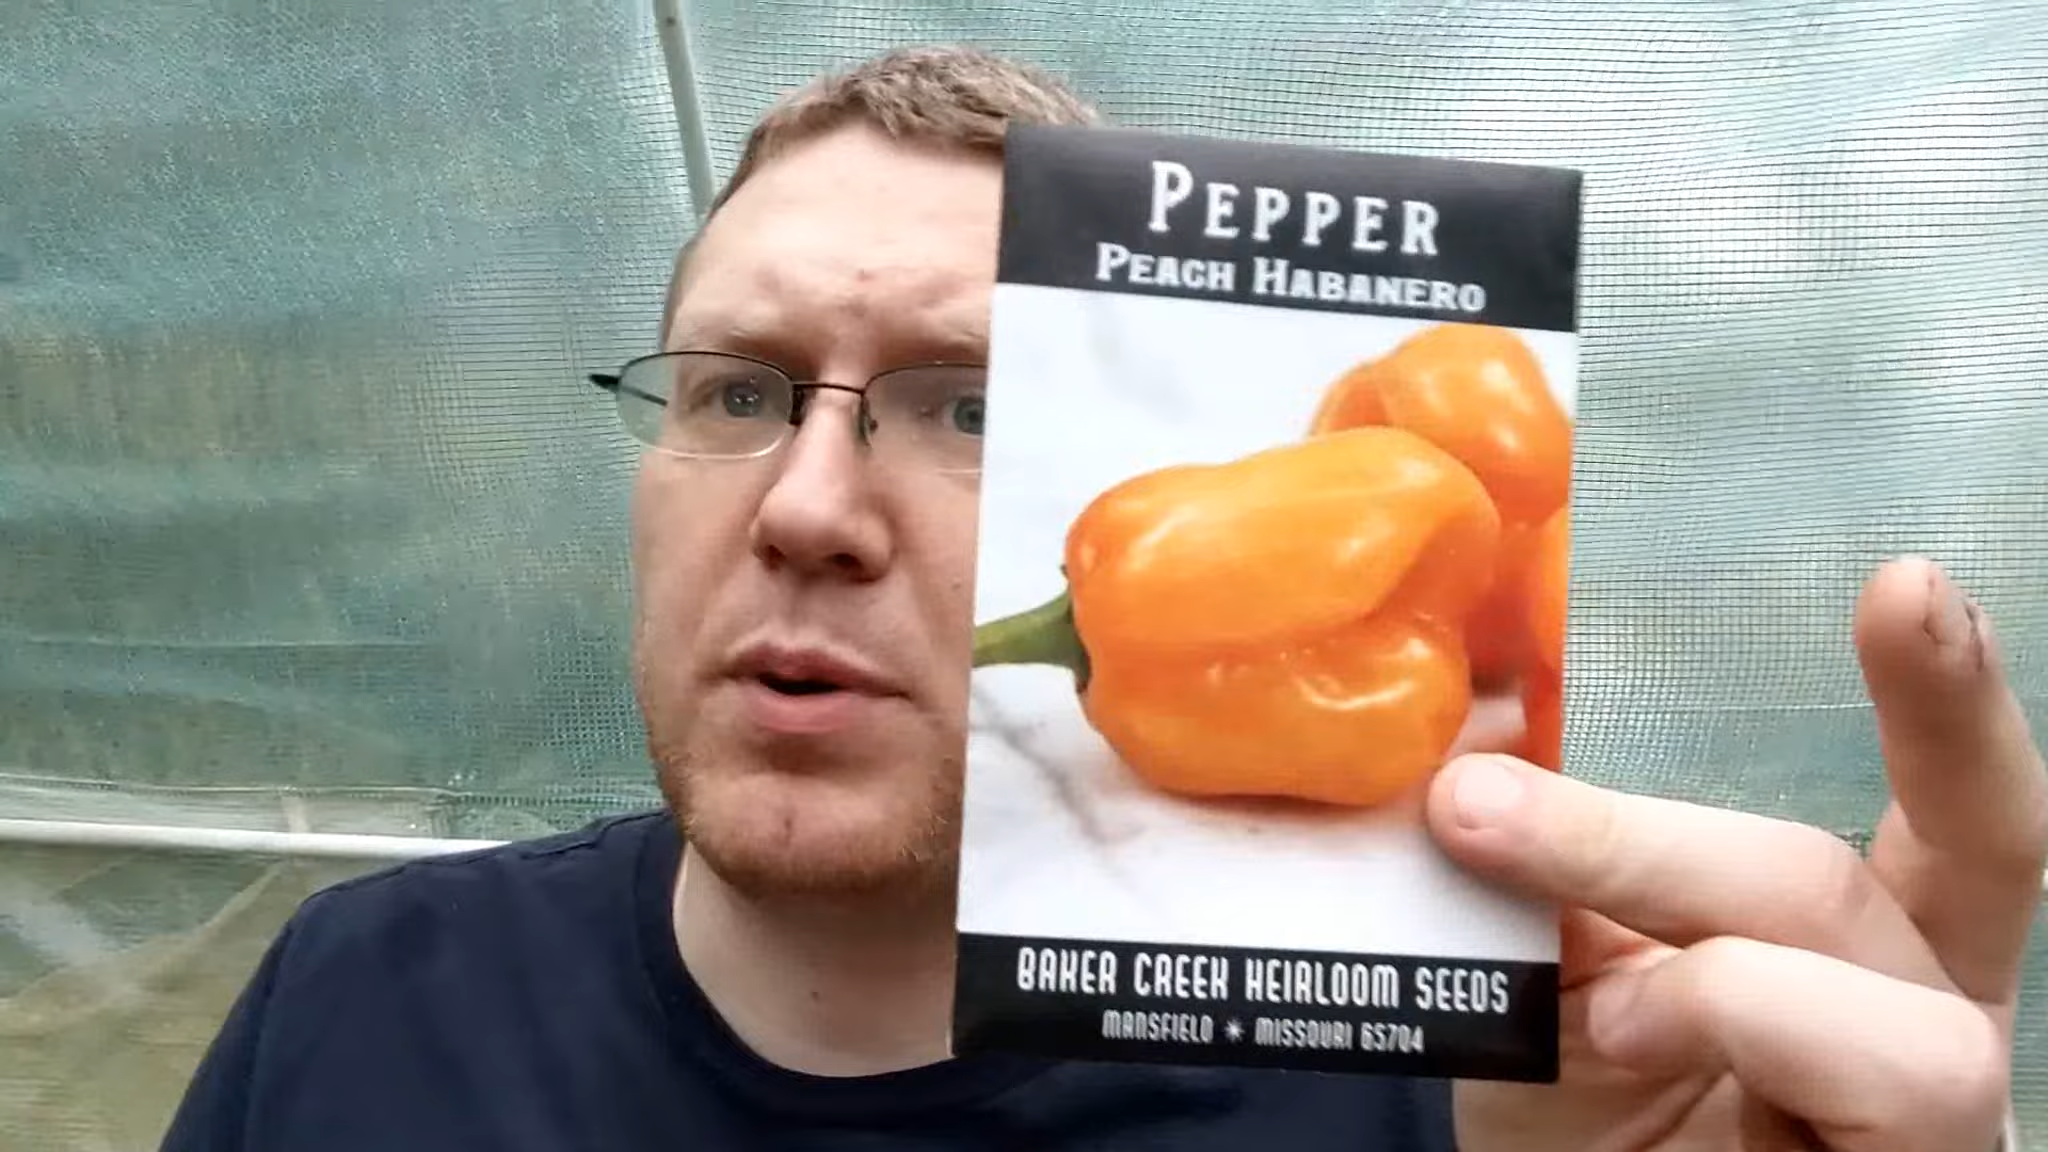 PEPPER
PEACH HABANERO
BAKER CREEK HEIRLOOM SEEDS
MANSFIELD * MISSOURI 65704